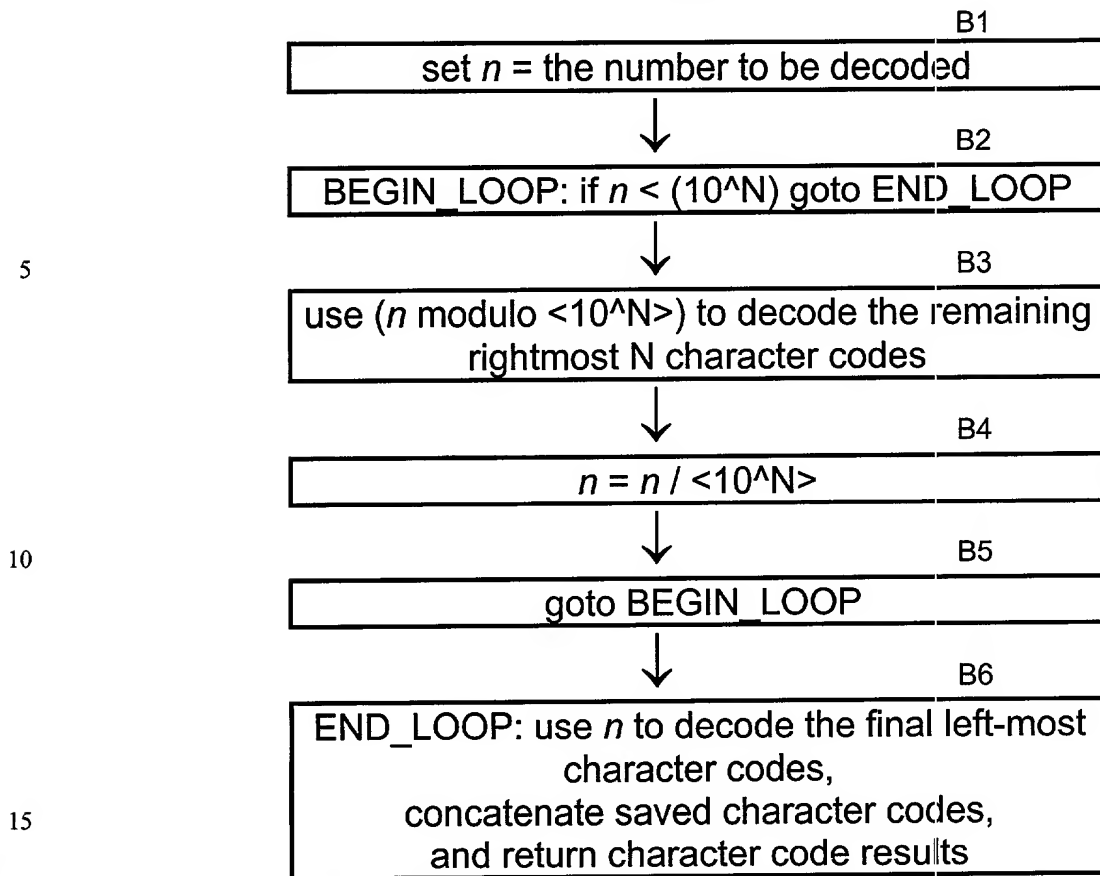 B1
set n = the number to be decoded
B2
BEGIN_LOOP: if n < (10^N) goto END_LOOP
5
B3
use (n modulo <10^N>) to decode the remaining
rightmost N character codes
B4
n = n / <10^N>
10
B5
goto BEGIN_LOOP
B6
END_LOOP: use n to decode the final left-most
character codes,
15
concatenate saved character codes,
and return character code results